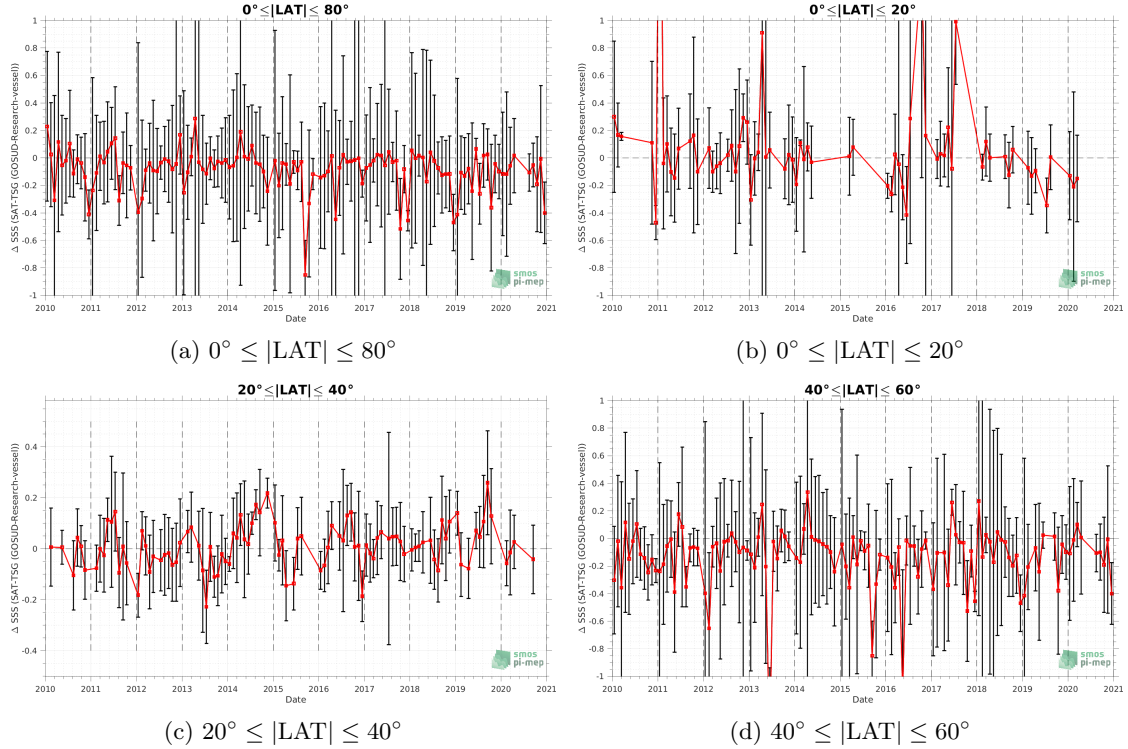 0°≤|LAT|≤ 80°
Δ SSS (SAT-TSG (GOSUD-Research-vessel))
1
0.8
0.6
0.4
0.2
0
-0.2
-0.4
-0.6
-0.8
-1
2010 2011 2012 2013 2014 2015 2016 2017 2018 2019 2020 2021
Date
smos
pi-mep
(a) 0° ≤ |LAT| ≤ 80°
0°≤|LAT|≤ 20°
Δ SSS (SAT-TSG (GOSUD-Research-vessel))
1
0.8
0.6
0.4
0.2
0
-0.2
-0.4
-0.6
-0.8
-1
2010 2011 2012 2013 2014 2015 2016 2017 2018 2019 2020 2021
Date
smos
pi-mep
(b) 0° ≤ |LAT| ≤ 20°
20°≤|LAT|≤ 40°
Δ SSS (SAT-TSG (GOSUD-Research-vessel))
0.4
0.2
0
-0.2
-0.4
2010 2011 2012 2013 2014 2015 2016 2017 2018 2019 2020 2021
Date
smos
pi-mep
(c) 20° ≤ |LAT| ≤ 40°
40°≤|LAT|≤ 60°
Δ SSS (SAT-TSG (GOSUD-Research-vessel))
1
0.8
0.6
0.4
0.2
0
-0.2
-0.4
-0.6
-0.8
-1
2010 2011 2012 2013 2014 2015 2016 2017 2018 2019 2020 2021
Date
smos
pi-mep
(d) 40° ≤ |LAT| ≤ 60°